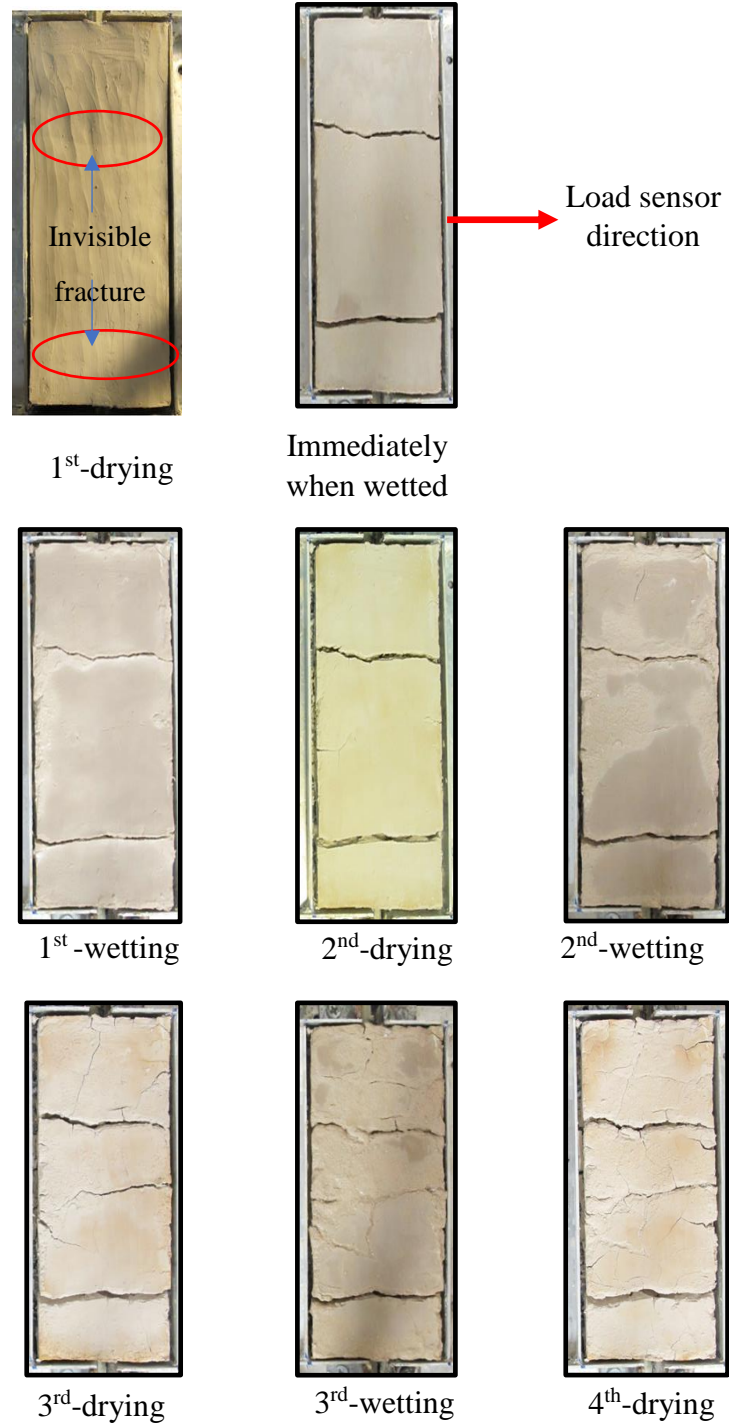 Invisible
fracture
Load sensor
direction
1st-drying
Immediately
when wetted
1st -wetting
2nd-drying
2nd-wetting
3rd-drying
3rd-wetting
4th-drying